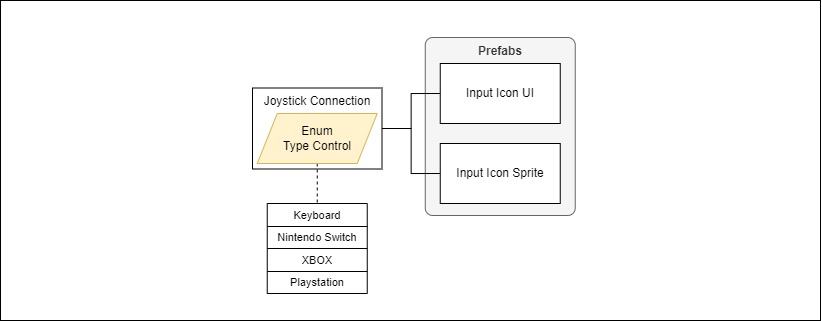 Prefabs
Input Icon UI
Joystick Connection
Enum
Type Control
Input Icon Sprite
Keyboard
Nintendo Switch
XBOX
Playstation